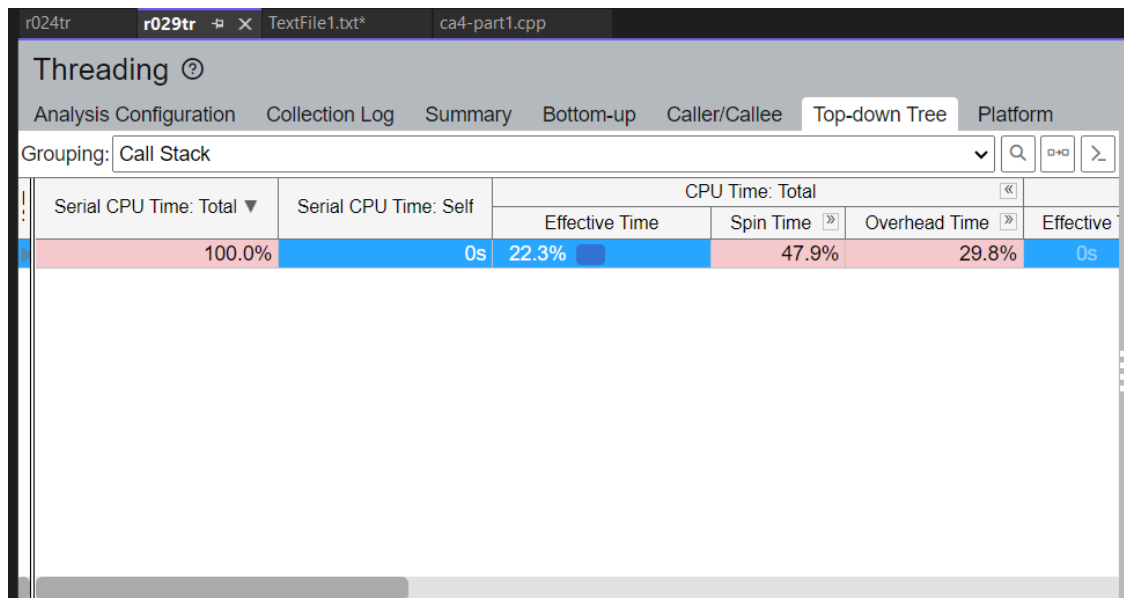 r024tr r029tr TextFile1.txt* ca4-part1.cpp
Threading
Analysis Configuration Collection Log Summary Bottom-up Caller/Callee Top-down Tree Platform
Grouping: Call Stack
Serial CPU Time: Total Serial CPU Time: Self CPU Time: Total
Effective Time Spin Time Overhead Time Effective
100.0% 0s 22.3% 47.9% 29.8% 0s